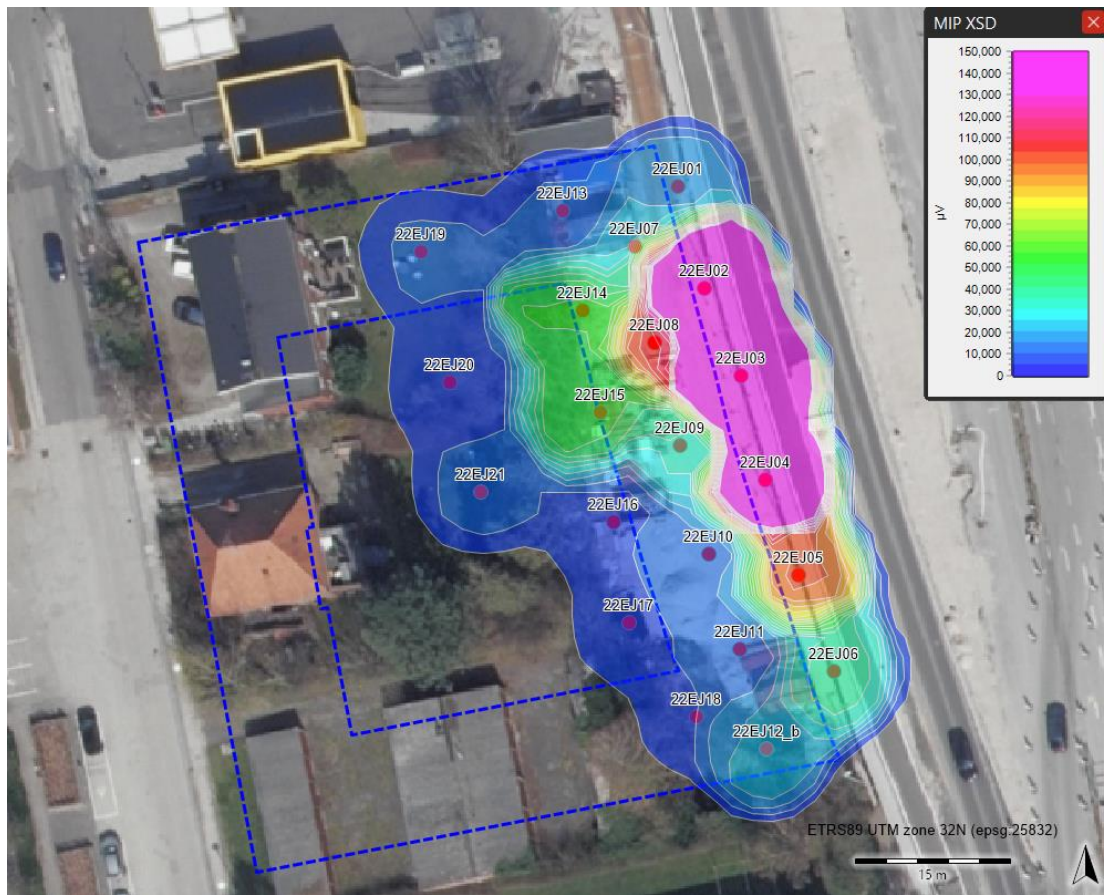 MIP XSD
150,000
140,000
130,000
120,000
110,000
100,000
90,000
80,000
70,000
60,000
50,000
40,000
30,000
20,000
10,000
0
µV
22EJ01
22EJ13
22EJ07
22EJ19
22EJ02
22EJ14
22EJ08
22EJ03
22EJ20
22EJ15
22EJ09
22EJ04
22EJ21
22EJ16
22EJ10
22EJ05
22EJ17
22EJ11
22EJ06
22EJ18
22EJ12_b
ETRS89 UTM zone 32N (epsg:25832)
15 m